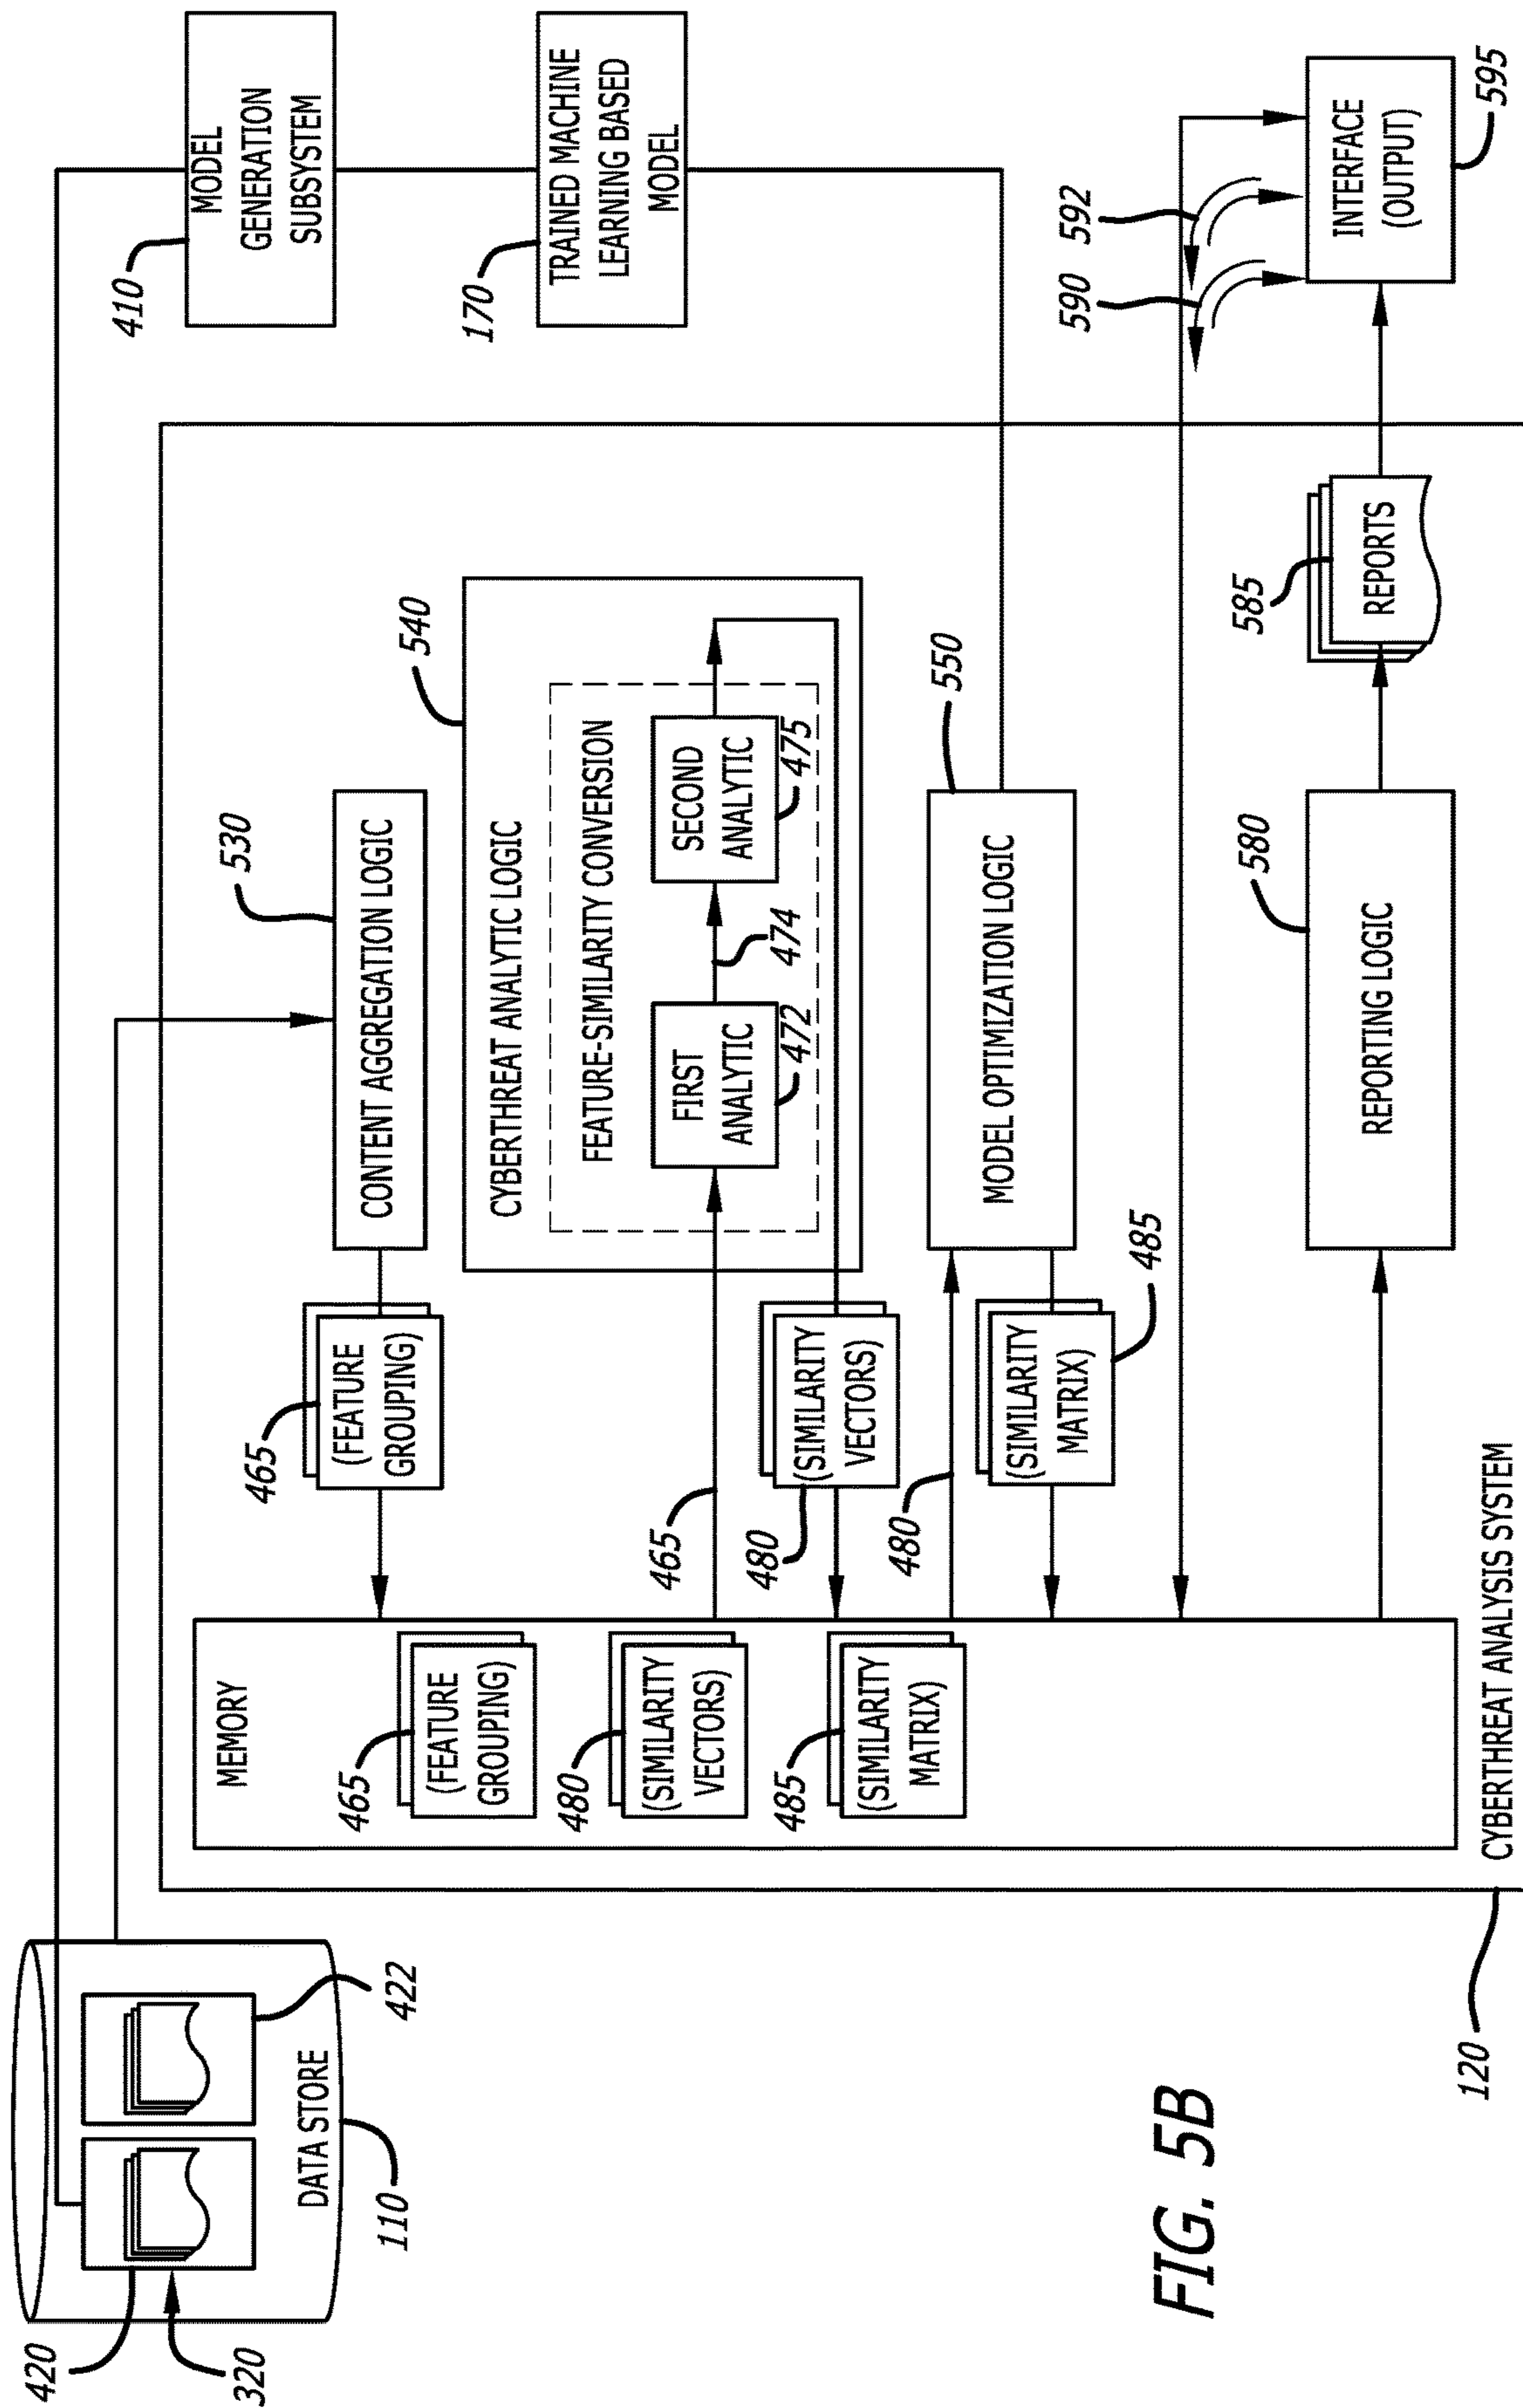 420
320
DATA STORE
110
422
MODEL
GENERATION
SUBSYSTEM
410
TRAINED MACHINE
LEARNING BASED
MODEL
170
MEMORY
465
(FEATURE
GROUPING)
480
(SIMILARITY
VECTORS)
485
(SIMILARITY
MATRIX)
465
(FEATURE
GROUPING)
CONTENT AGGREGATION LOGIC
530
CYBERTHREAT ANALYTIC LOGIC
540
FEATURE-SIMILARITY CONVERSION
FIRST
ANALYTIC
472
474
SECOND
ANALYTIC
475
465
480
(SIMILARITY
VECTORS)
480
MODEL OPTIMIZATION LOGIC
550
(SIMILARITY
MATRIX)
485
590
592
REPORTING LOGIC
580
585
REPORTS
INTERFACE
(OUTPUT)
595
120
CYBERTHREAT ANALYSIS SYSTEM
FIG. 5B